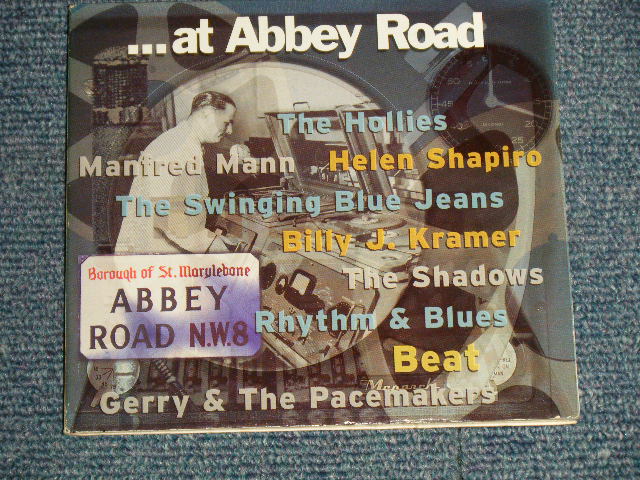 ...at Abbey Road
The Hollies
Manfred Mann Helen Shapiro
The Swinging Blue Jeans
Billy J. Kramer
The Shadows
Borough of St. Marylebone
ABBEY
ROAD N.W.8
Rhythm & Blues
Beat
Gerry & The Pacemakers